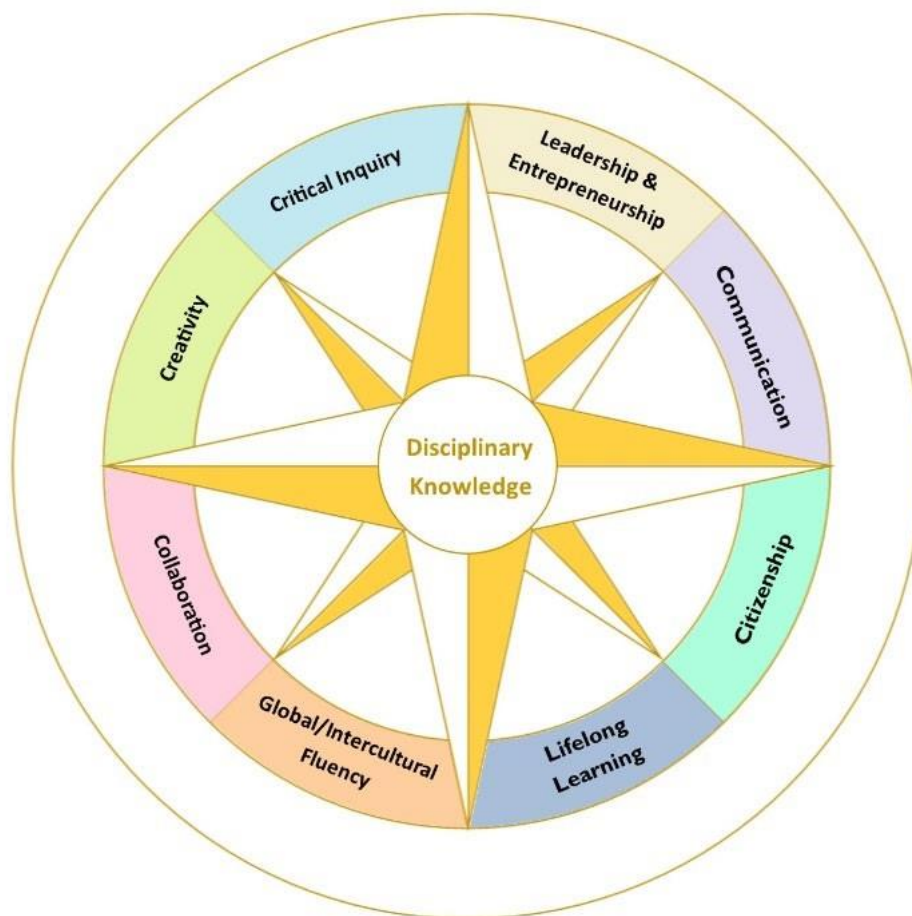 Critical Inquiry
Leadership &
Entrepreneurship
Communication
Citizenship
Lifelong
Learning
Global/Intercultural
Fluency
Collaboration
Creativity
Disciplinary
Knowledge